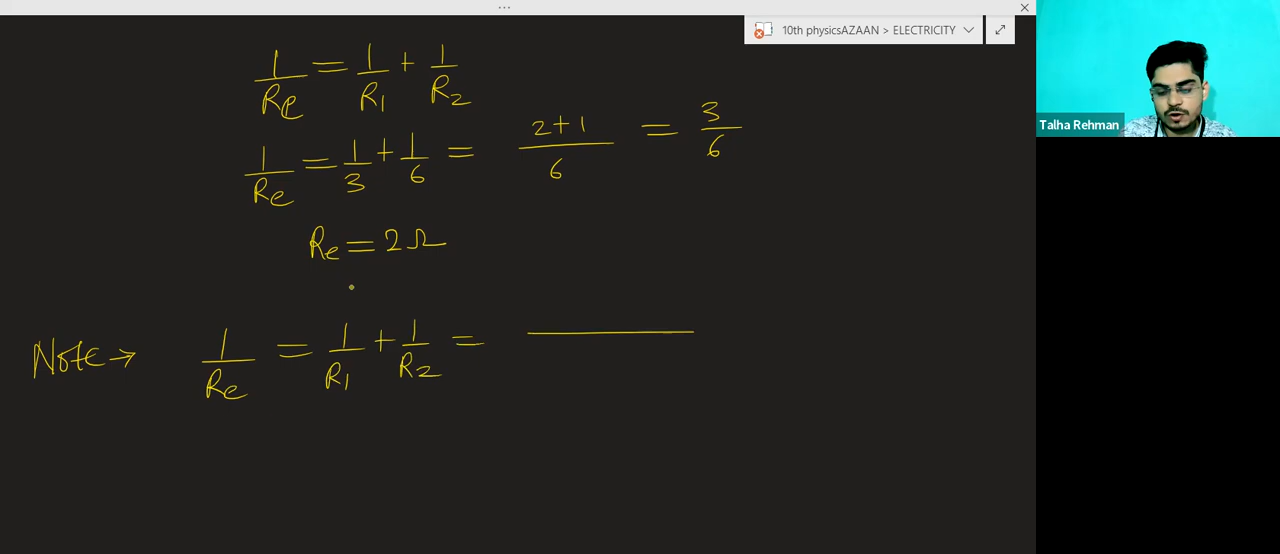 10th physicsAZAAN > ELECTRICITY
1/Re = 1/R1 + 1/R2
1/Re = 1/3 + 1/6 = 2+1/6 = 3/6
Re = 2Ω
Note → 1/Re = 1/R1 + 1/R2 =
Talha Rehman